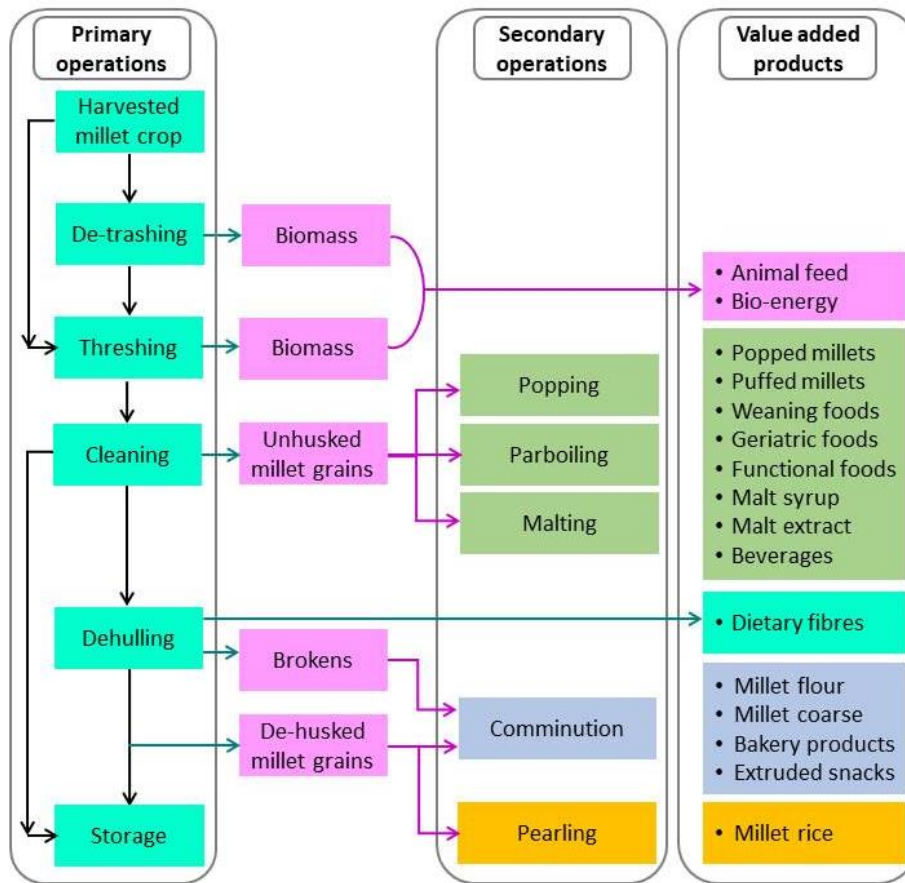 Primary
operations
Secondary
operations
Value added
products
Harvested
millet crop
De-trashing
Biomass
• Animal feed
• Bio-energy
Threshing
Biomass
Popping
• Popped millets
• Puffed millets
• Weaning foods
• Geriatric foods
• Functional foods
• Malt syrup
• Malt extract
• Beverages
Cleaning
Unhusked
millet grains
Parboiling
Malting
Dehulling
• Dietary fibres
Brokens
De-husked
millet grains
Comminution
• Millet flour
• Millet coarse
• Bakery products
• Extruded snacks
Storage
Pearling
• Millet rice